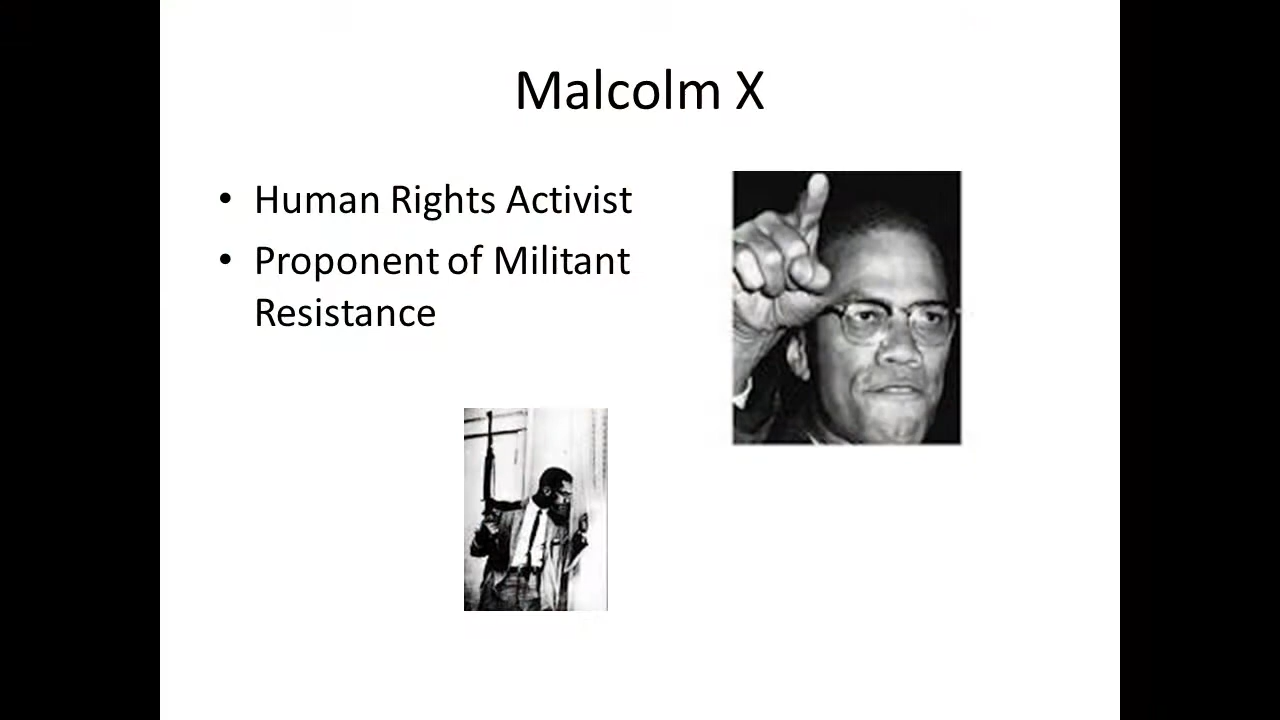 Malcolm X
• Human Rights Activist
• Proponent of Militant
Resistance